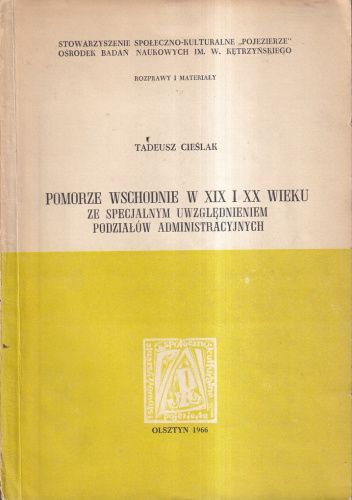 STOWARZYSZENIE SPOŁECZNO-KULTURALNE „POJEZIERZE”
OŚRODEK BADAŃ NAUKOWYCH IM. W. KĘTRZYŃSKIEGO
ROZPRAWY I MATERIAŁY
TADEUSZ CIEŚLAK
POMORZE WSCHODNIE W XIX I XX WIEKU
ZE SPECJALNYM UWZGLĘDNIENIEM
PODZIAŁÓW ADMINISTRACYJNYCH
OLSZTYN 1966